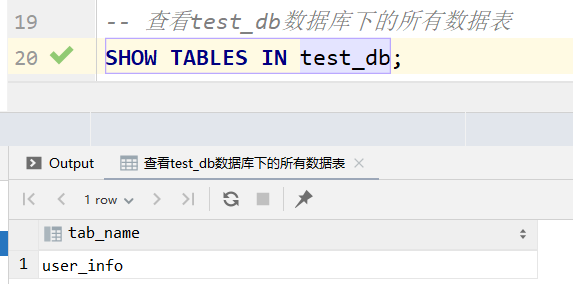 19 -- 查看test_db数据库下的所有数据表
20 SHOW TABLES IN test_db;
Output 查看test_db数据库下的所有数据表
1 row
tab_name
1 user_info